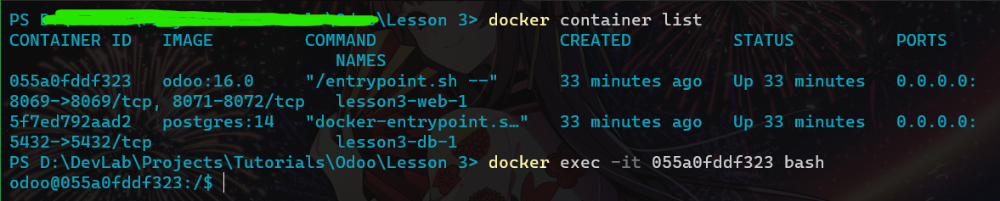 PS D:\Lesson 3> docker container list
CONTAINER ID   IMAGE         COMMAND                  CREATED          STATUS          PORTS
                             NAMES
055a0fddf323   odoo:16.0     "/entrypoint.sh --"      33 minutes ago   Up 33 minutes   0.0.0.0:
8069->8069/tcp, 8071-8072/tcp   lesson3-web-1
5f7ed792aad2   postgres:14   "docker-entrypoint.s…"   33 minutes ago   Up 33 minutes   0.0.0.0:
5432->5432/tcp                  lesson3-db-1
PS D:\DevLab\Projects\Tutorials\Odoo\Lesson 3> docker exec -it 055a0fddf323 bash
odoo@055a0fddf323:/$